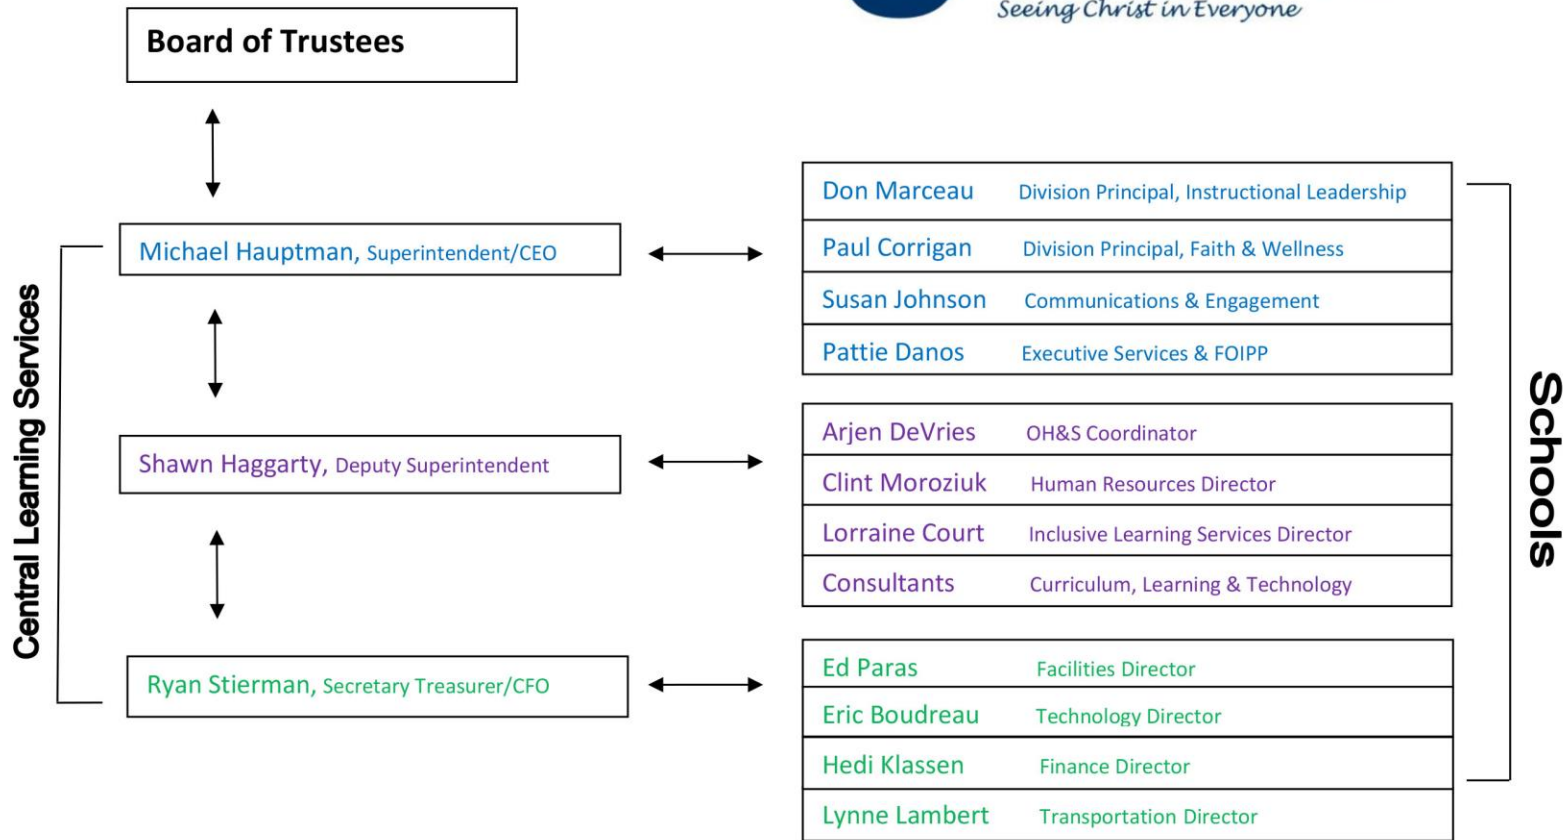 Seeing Christ in Everyone
Board of Trustees
Central Learning Services
Michael Hauptman, Superintendent/CEO
Shawn Haggarty, Deputy Superintendent
Ryan Stierman, Secretary Treasurer/CFO
Don Marceau Division Principal, Instructional Leadership
Paul Corrigan Division Principal, Faith & Wellness
Susan Johnson Communications & Engagement
Pattie Danos Executive Services & FOIPP
Arjen DeVries OH&S Coordinator
Clint Moroziuk Human Resources Director
Lorraine Court Inclusive Learning Services Director
Consultants Curriculum, Learning & Technology
Ed Paras Facilities Director
Eric Boudreau Technology Director
Hedi Klassen Finance Director
Lynne Lambert Transportation Director
Schools